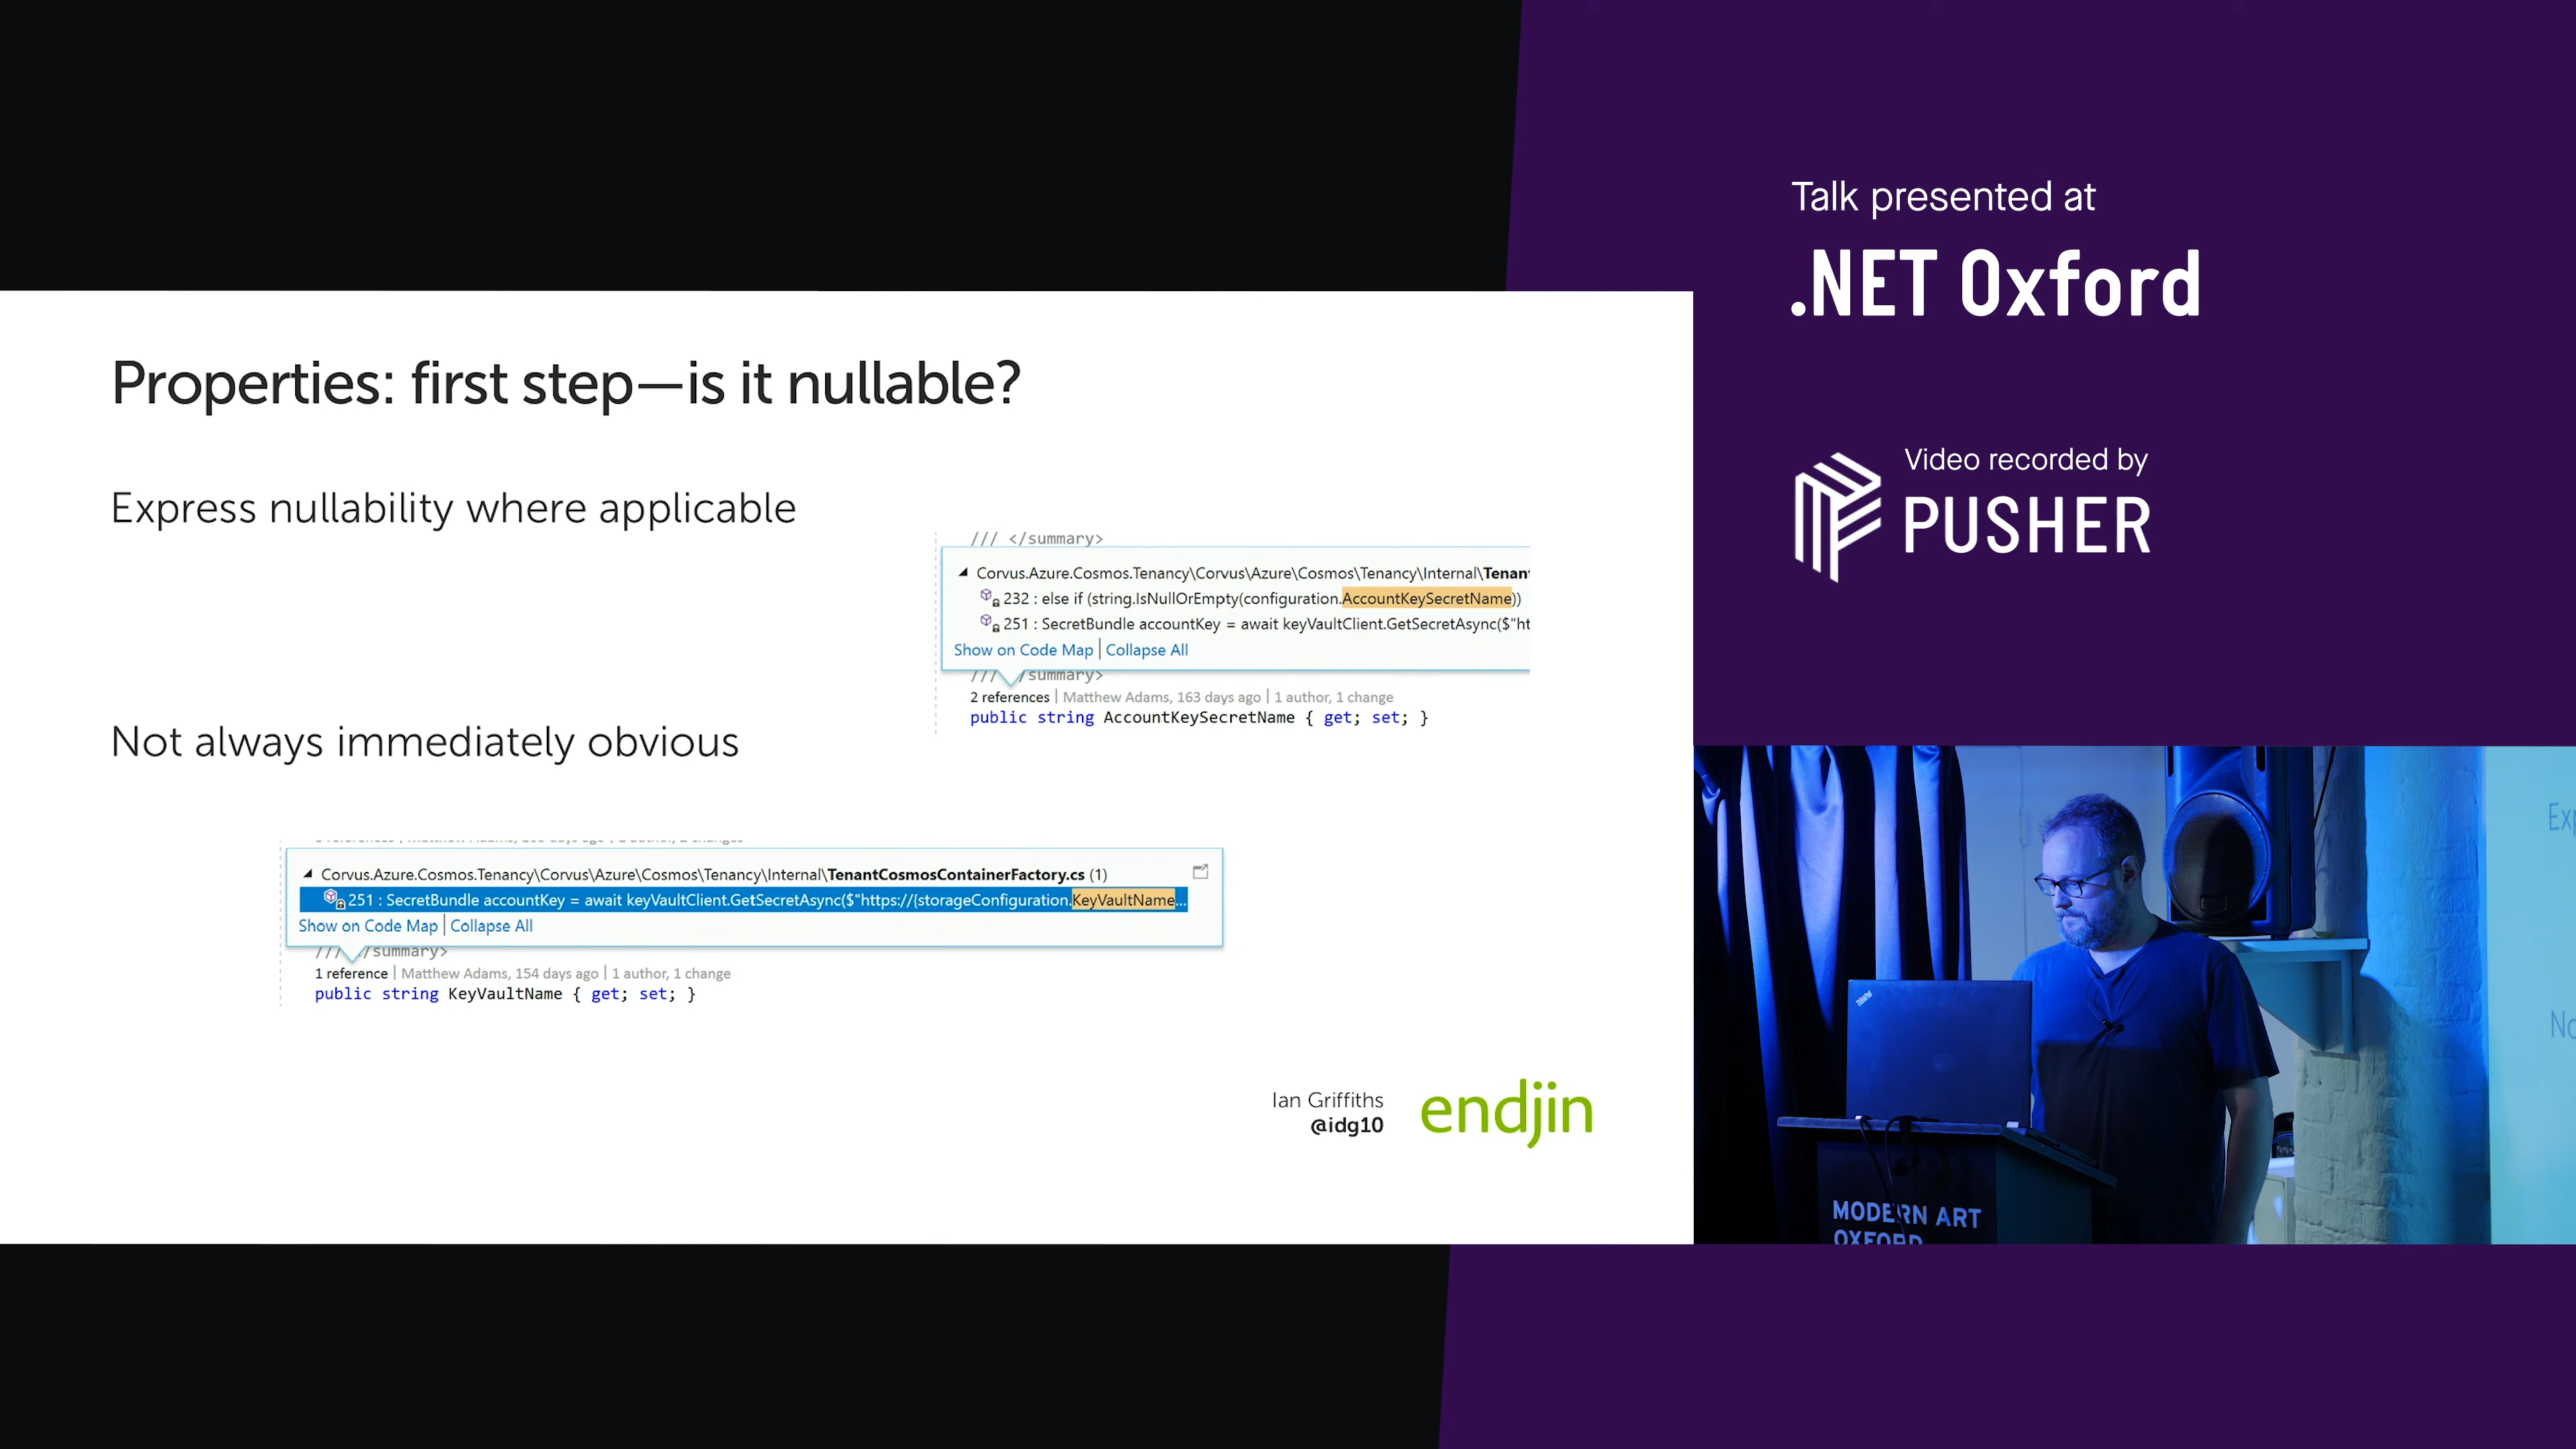 Talk presented at
.NET Oxford
Video recorded by
PUSHER
Properties: first step—is it nullable?
Express nullability where applicable
/// </summary>
Corvus.Azure.Cosmos.Tenancy\Corvus\Azure\Cosmos\Tenancy\Internal\Tenant
232 : else if (string.IsNullOrEmpty(configuration.AccountKeySecretName))
251 : SecretBundle accountKey = await keyVaultClient.GetSecretAsync($"ht
Show on Code Map | Collapse All
/// /summary>
2 references | Matthew Adams, 163 days ago | 1 author, 1 change
public string AccountKeySecretName { get; set; }
Not always immediately obvious
Corvus.Azure.Cosmos.Tenancy\Corvus\Azure\Cosmos\Tenancy\Internal\TenantCosmosContainerFactory.cs (1)
251 : SecretBundle accountKey = await keyVaultClient.GetSecretAsync($"https://{storageConfiguration.KeyVaultName...
Show on Code Map | Collapse All
/// /summary>
1 reference | Matthew Adams, 154 days ago | 1 author, 1 change
public string KeyVaultName { get; set; }
Ian Griffiths
@idg10
endjin
ThinkPad
MODERN ART
OXFORD
Ex
No